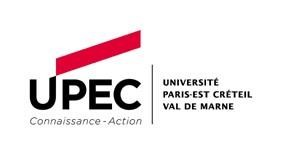 UPEC
Connaissance - Action
UNIVERSITÉ
PARIS-EST CRÉTEIL
VAL DE MARNE